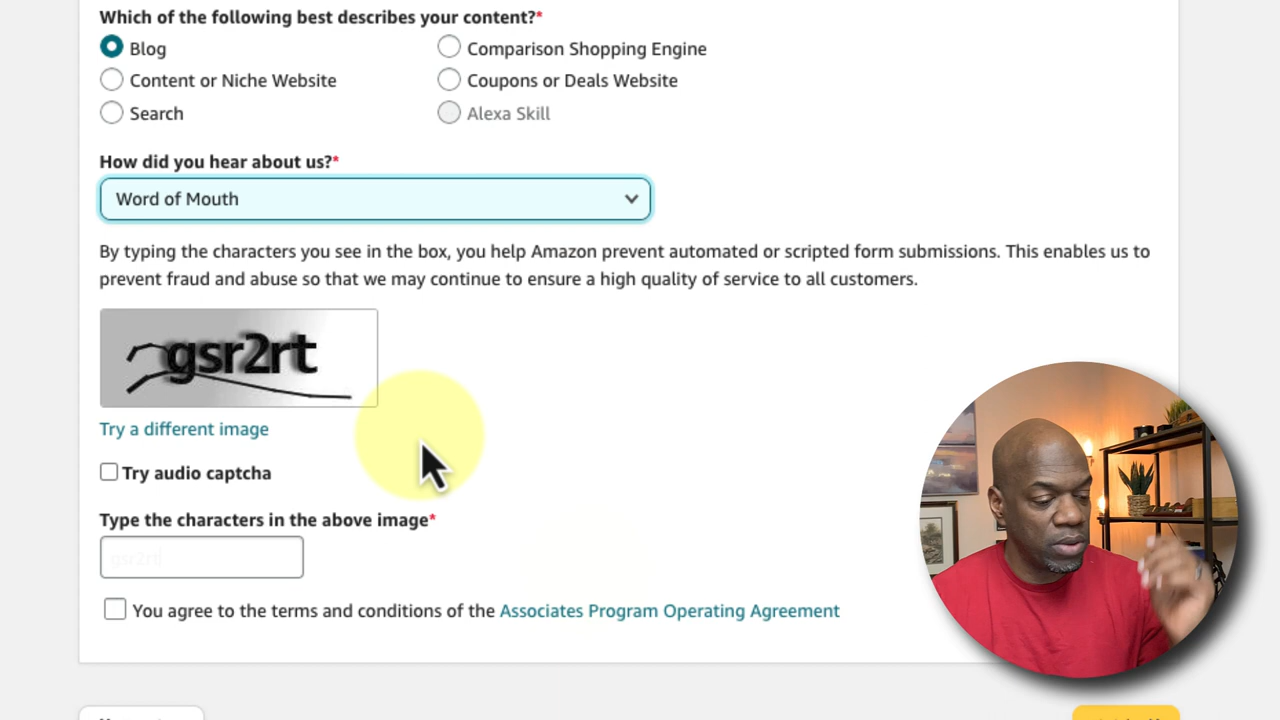 Which of the following best describes your content?*
Blog
Comparison Shopping Engine
Content or Niche Website
Coupons or Deals Website
Search
Alexa Skill
How did you hear about us?*
Word of Mouth
By typing the characters you see in the box, you help Amazon prevent automated or scripted form submissions. This enables us to
prevent fraud and abuse so that we may continue to ensure a high quality of service to all customers.
gsr2rt
Try a different image
Try audio captcha
Type the characters in the above image*
gsr2rt
You agree to the terms and conditions of the Associates Program Operating Agreement